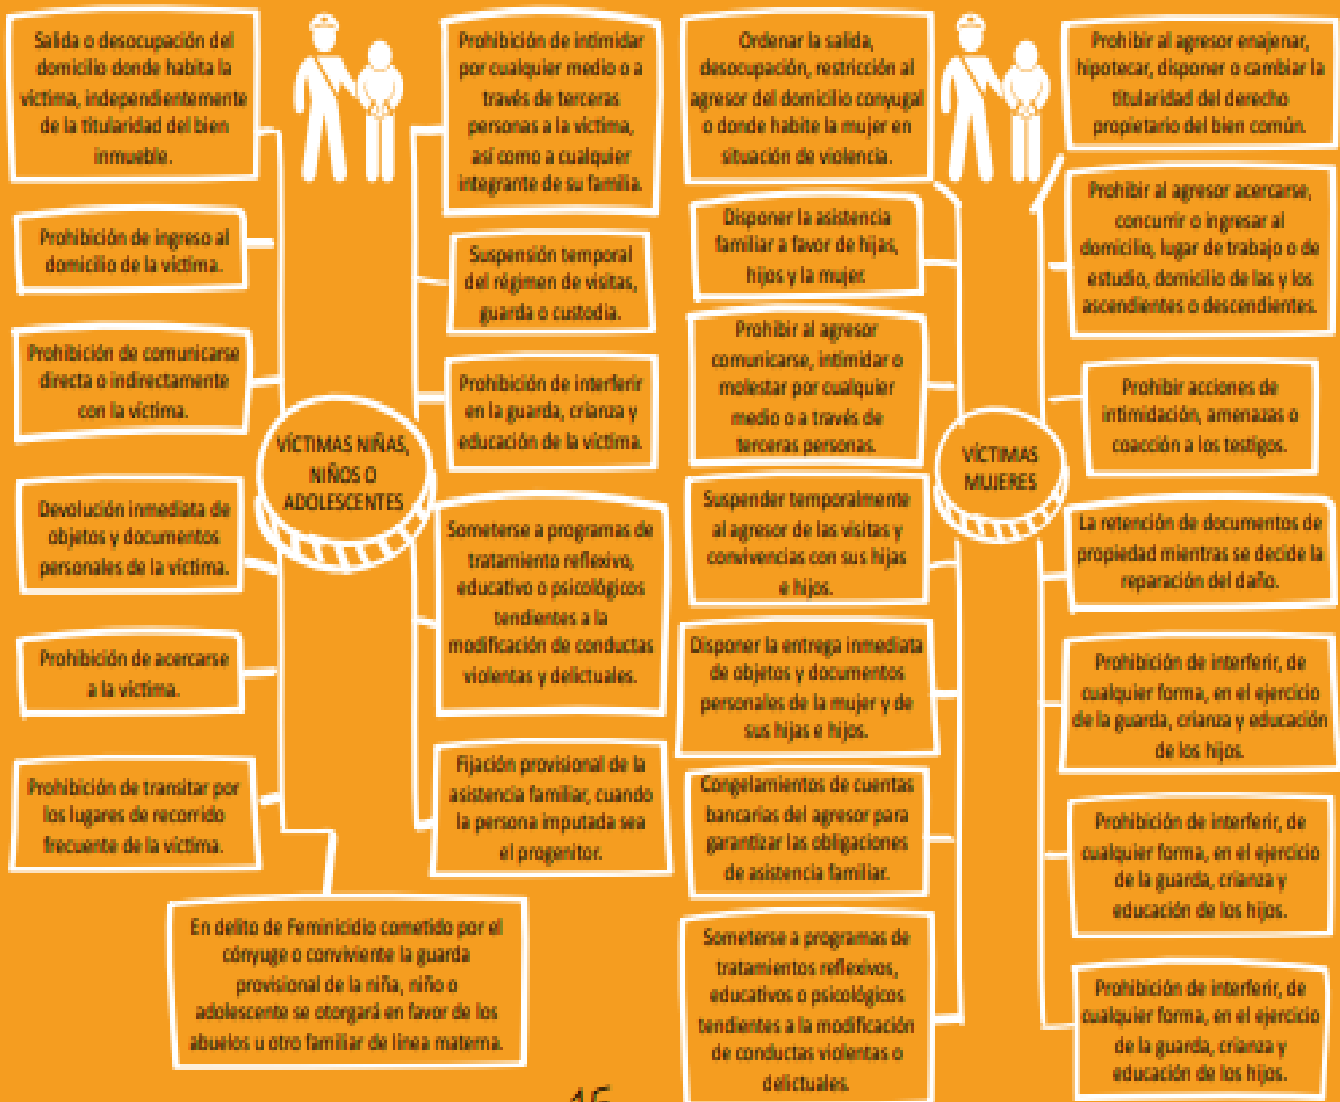 Salida o desocupación del
domicilio donde habita la
víctima, independientemente
de la titularidad del bien
inmueble.
Prohibición de ingreso al
domicilio de la víctima.
Prohibición de comunicarse
directa o indirectamente
con la víctima.
Devolución inmediata de
objetos y documentos
personales de la víctima.
Prohibición de acercarse
a la víctima.
Prohibición de transitar por
los lugares de recorrido
frecuente de la víctima.
En delito de Feminicidio cometido por el
cónyuge o conviviente la guarda
provisional de la niña, niño o
adolescente se otorgará en favor de los
abuelos u otro familiar de línea materna.
VÍCTIMAS NIÑAS,
NIÑOS O
ADOLESCENTES
Prohibición de intimidar
por cualquier medio o a
través de terceras
personas a la víctima,
así como a cualquier
integrante de su familia.
Suspensión temporal
del régimen de visitas,
guarda o custodia.
Prohibición de interferir
en la guarda, crianza y
educación de la víctima.
Someterse a programas de
tratamiento reflexivo,
educativo o psicológicos
tendientes a la
modificación de conductas
violentas y delictuales.
Fijación provisional de la
asistencia familiar, cuando
la persona imputada sea
el progenitor.
Ordenar la salida,
desocupación, restricción al
agresor del domicilio conyugal
o donde habite la mujer en
situación de violencia.
Disponer la asistencia
familiar a favor de hijas,
hijos y la mujer.
Prohibir al agresor
comunicarse, intimidar o
molestar por cualquier
medio o a través de
terceras personas.
Suspender temporalmente
al agresor de las visitas y
convivencias con sus hijas
e hijos.
Disponer la entrega inmediata
de objetos y documentos
personales de la mujer y de
sus hijas e hijos.
Congelamientos de cuentas
bancarias del agresor para
garantizar las obligaciones
de asistencia familiar.
Someterse a programas de
tratamientos reflexivos,
educativos o psicológicos
tendientes a la modificación
de conductas violentas o
delictuales.
VÍCTIMAS
MUJERES
Prohibir al agresor enajenar,
hipotecar, disponer o cambiar la
titularidad del derecho
propietario del bien común.
Prohibir al agresor acercarse,
concurrir o ingresar al
domicilio, lugar de trabajo o de
estudio, domicilio de las y los
ascendientes o descendientes.
Prohibir acciones de
intimidación, amenazas o
coacción a los testigos.
La retención de documentos de
propiedad mientras se decide la
reparación del daño.
Prohibición de interferir, de
cualquier forma, en el ejercicio
de la guarda, crianza y educación
de los hijos.
Prohibición de interferir, de
cualquier forma, en el ejercicio
de la guarda, crianza y
educación de los hijos.
Prohibición de interferir, de
cualquier forma, en el ejercicio
de la guarda, crianza y
educación de los hijos.